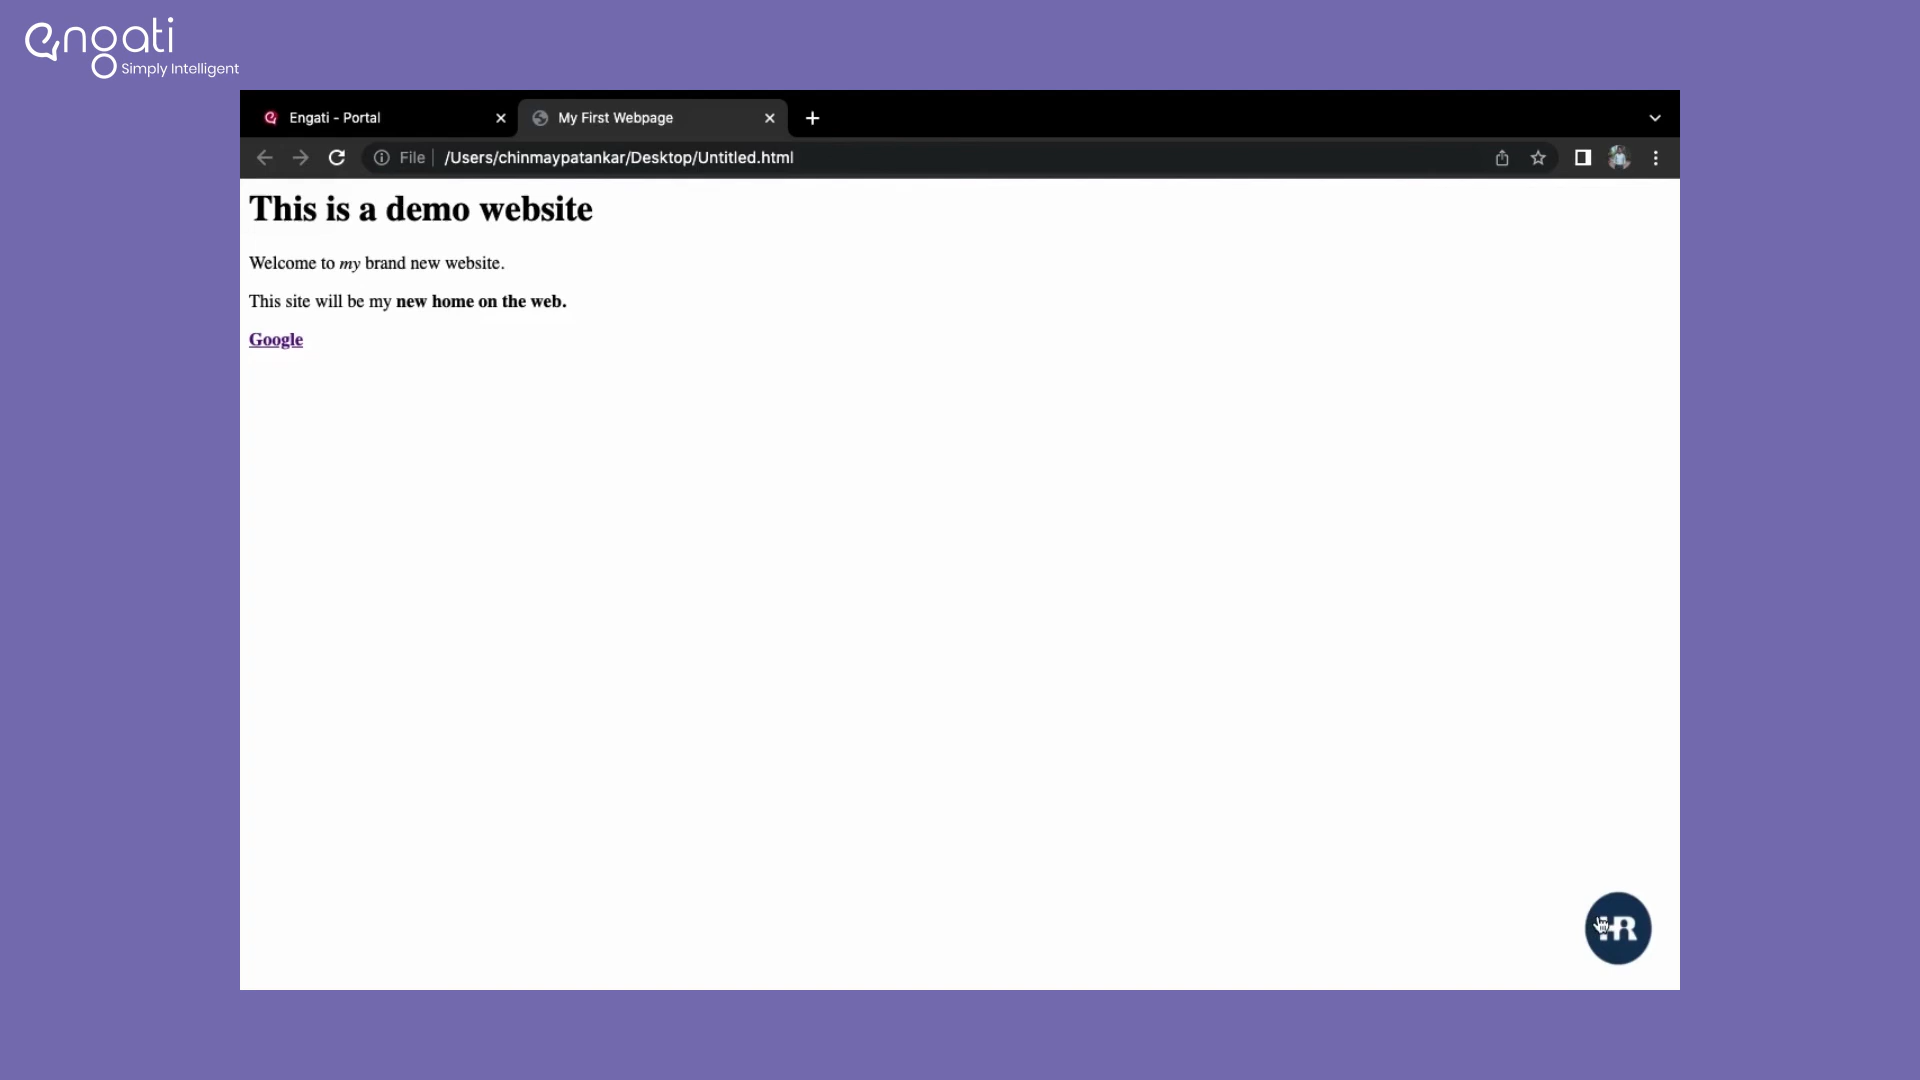 engati
Simply Intelligent
Engati - Portal
My First Webpage
File
/Users/chinmaypatankar/Desktop/Untitled.html
This is a demo website
Welcome to my brand new website.
This site will be my new home on the web.
Google
HR